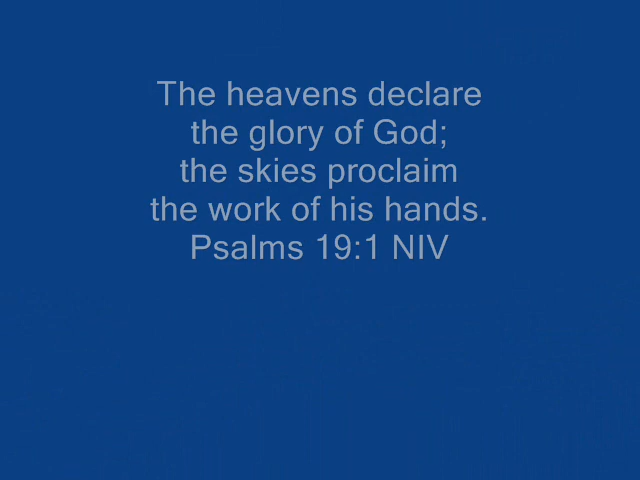 The heavens declare
the glory of God;
the skies proclaim
the work of his hands.
Psalms 19:1 NIV